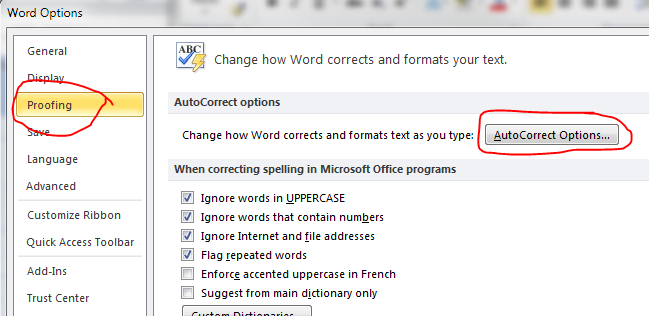 Word Options
General
Display
Proofing
Save
Language
Advanced
Customize Ribbon
Quick Access Toolbar
Add-Ins
Trust Center
ABC
Change how Word corrects and formats your text.
AutoCorrect options
Change how Word corrects and formats text as you type: AutoCorrect Options...
When correcting spelling in Microsoft Office programs
Ignore words in UPPERCASE
Ignore words that contain numbers
Ignore Internet and file addresses
Flag repeated words
Enforce accented uppercase in French
Suggest from main dictionary only
Custom Dictionaries...